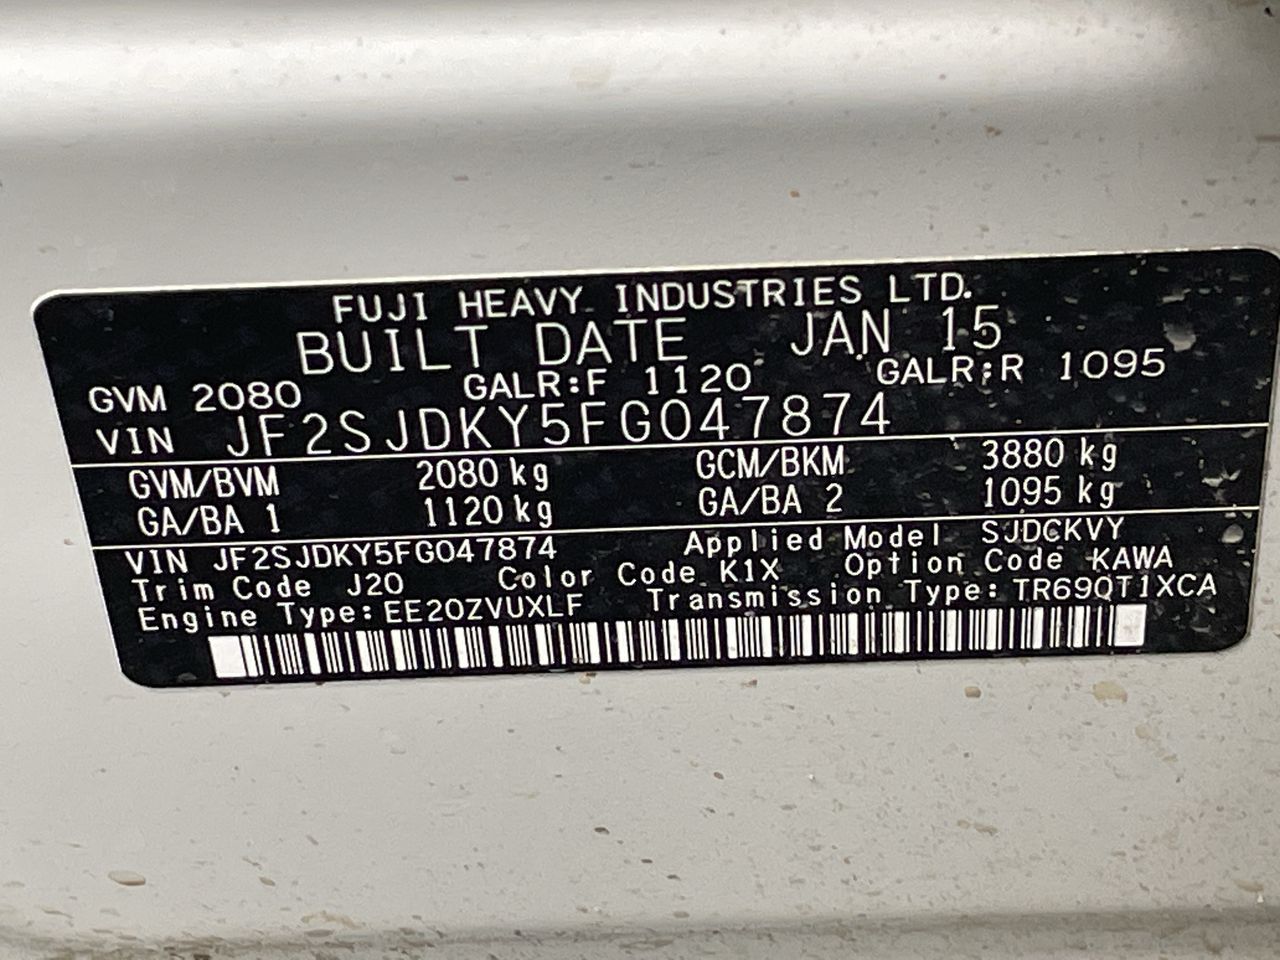 FUJI HEAVY INDUSTRIES LTD.
BUILT DATE JAN 15
GVM 2080 GALR:F 1120 GALR:R 1095
VIN JF2SJDKY5FG047874
GVM/BVM 2080 kg GCM/BKM 3880 kg
GA/BA 1 1120 kg GA/BA 2 1095 kg
VIN JF2SJDKY5FG047874 Applied Model SJDCKVY
Trim Code J20 Color Code K1X Option Code KAWA
Engine Type: EE20ZVUXLF Transmission Type: TR690T1XCA